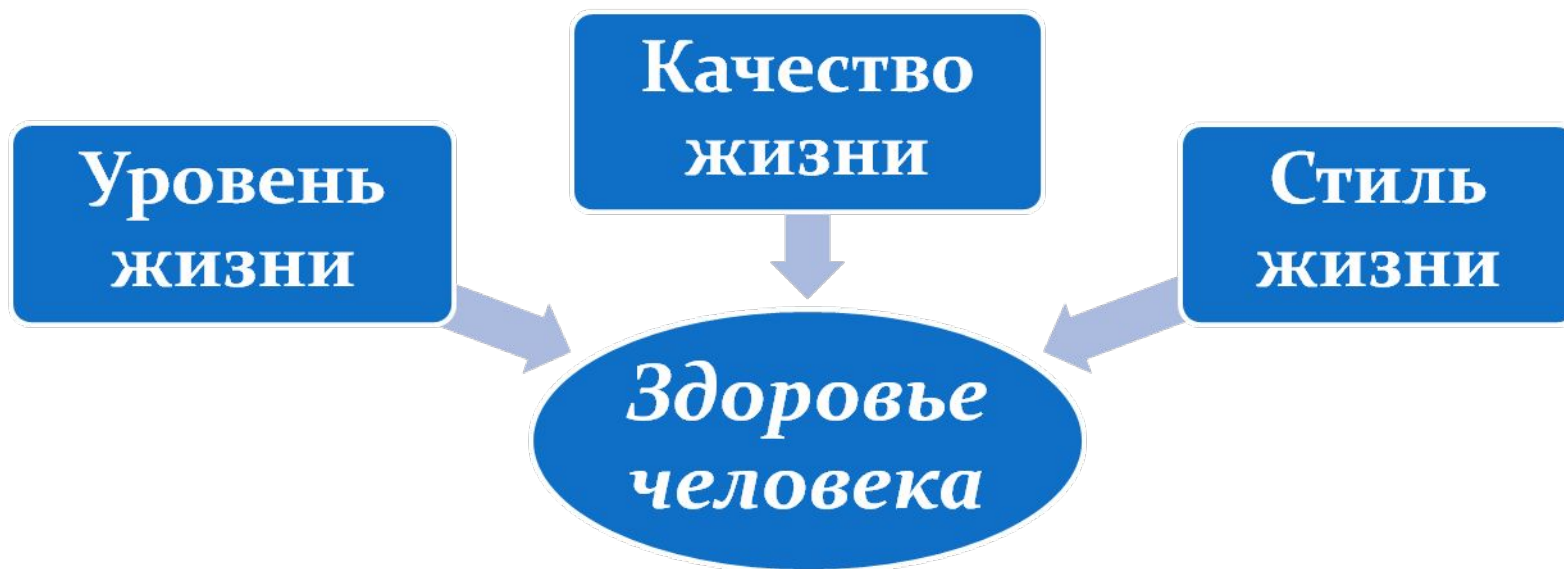 Уровень
жизни
Качество
жизни
Стиль
жизни
Здоровье
человека